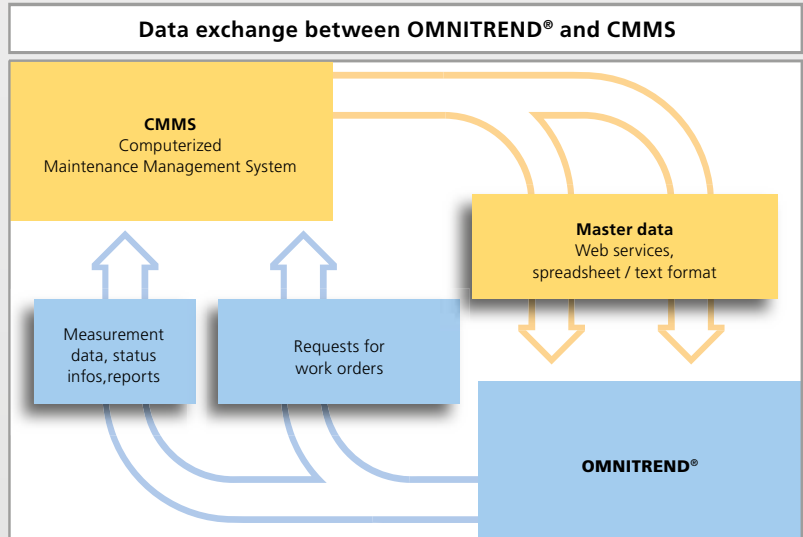 Data exchange between OMNITREND® and CMMS
CMMS
Computerized
Maintenance Management System
Master data
Web services,
spreadsheet / text format
Measurement
data, status
infos,reports
Requests for
work orders
OMNITREND®